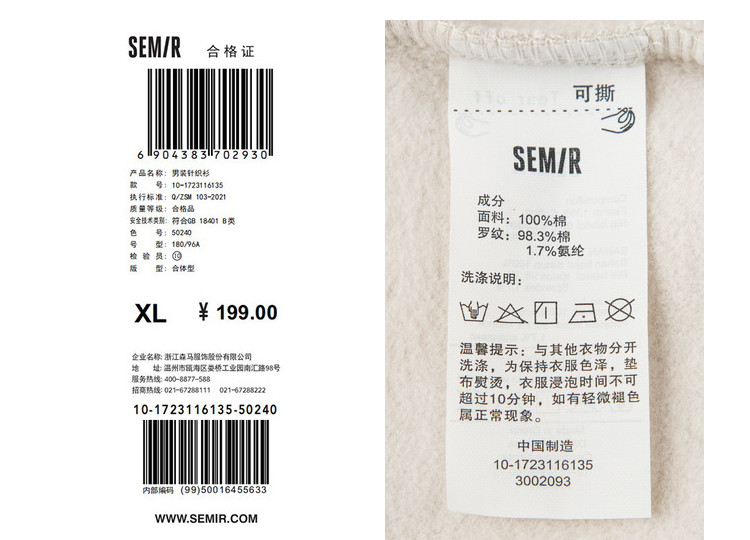 SEMIR 合格证
6 904383 702930
产品名称: 男装针织衫
款 号: 10-1723116135
执行标准: Q/ZSM 103-2021
质量等级: 合格品
安全技术类别: 符合GB 18401 B类
色 号: 50240
号 型: 180/96A
检 验 员: ⑩
版 型: 合体型
XL ¥ 199.00
企业名称: 浙江森马服饰股份有限公司
地 址: 温州市瓯海区娄桥工业园南汇路98号
服务热线: 400-8877-588
招商热线: 021-67288111 021-67288222
10-1723116135-50240
内部编码 (99)50016455633
WWW.SEMIR.COM
可撕
SEMIR
成分
面料: 100%棉
罗纹: 98.3%棉
1.7%氨纶
洗涤说明:
温馨提示: 与其他衣物分开
洗涤, 为保持衣服色泽, 垫
布熨烫, 衣服浸泡时间不可
超过10分钟, 如有轻微褪色
属正常现象。
中国制造
10-1723116135
3002093